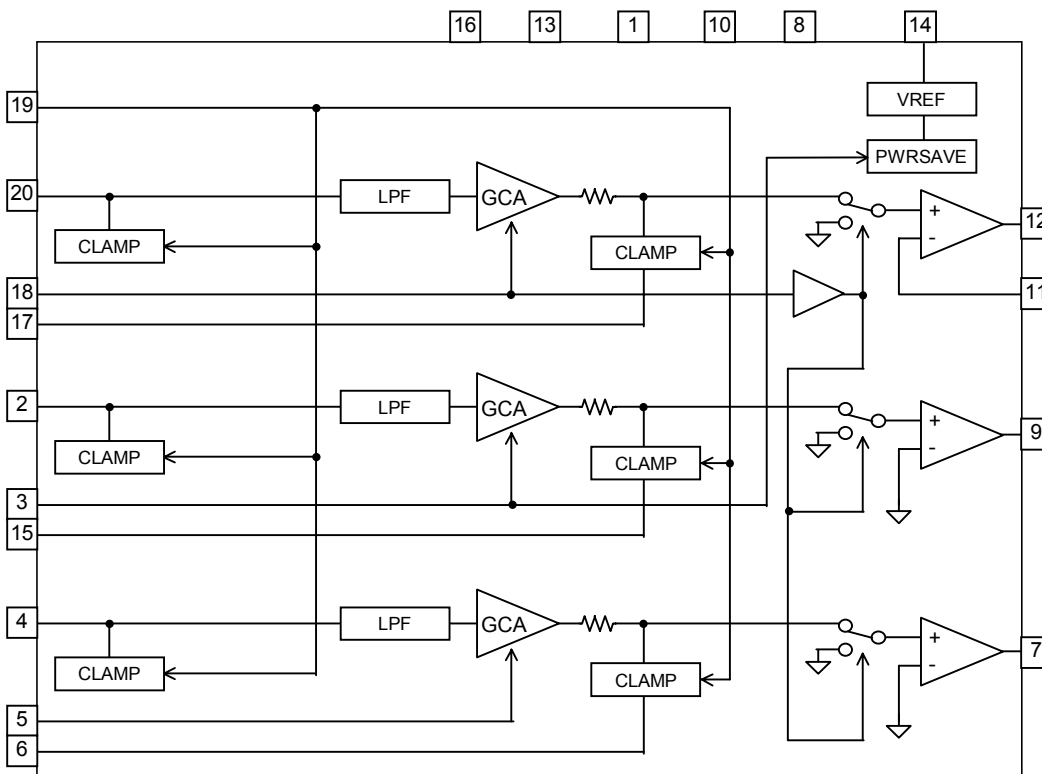 16 13 1 10 8 14
19
VREF
PWRSAVE
20 LPF GCA + 12
CLAMP CLAMP -
18 11
17
2 LPF GCA + 9
CLAMP CLAMP -
3
15
4 LPF GCA + 7
CLAMP CLAMP -
5
6